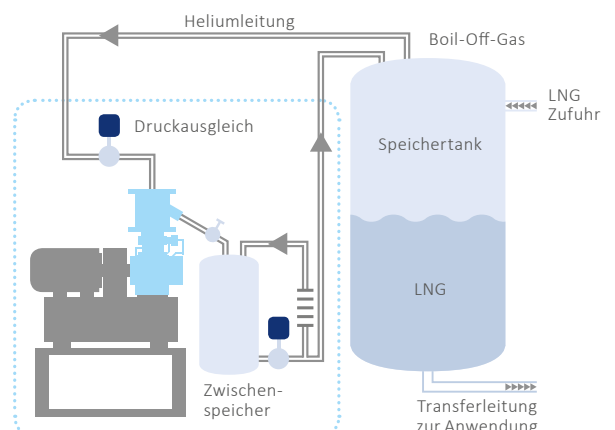 Heliumleitung
Boil-Off-Gas
LNG
Zufuhr
Druckausgleich
Speichertank
LNG
Zwischen-
speicher
Transferleitung
zur Anwendung